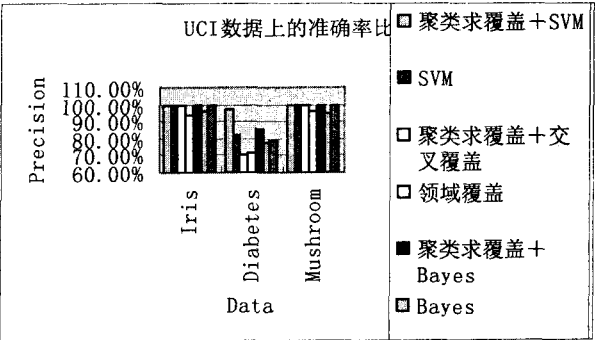 UCI数据上的准确率比
Precision
110.00%
100.00%
90.00%
80.00%
70.00%
60.00%
Iris
Diabetes
Mushroom
Data
聚类求覆盖+SVM
SVM
聚类求覆盖+交
叉覆盖
领域覆盖
聚类求覆盖+
Bayes
Bayes